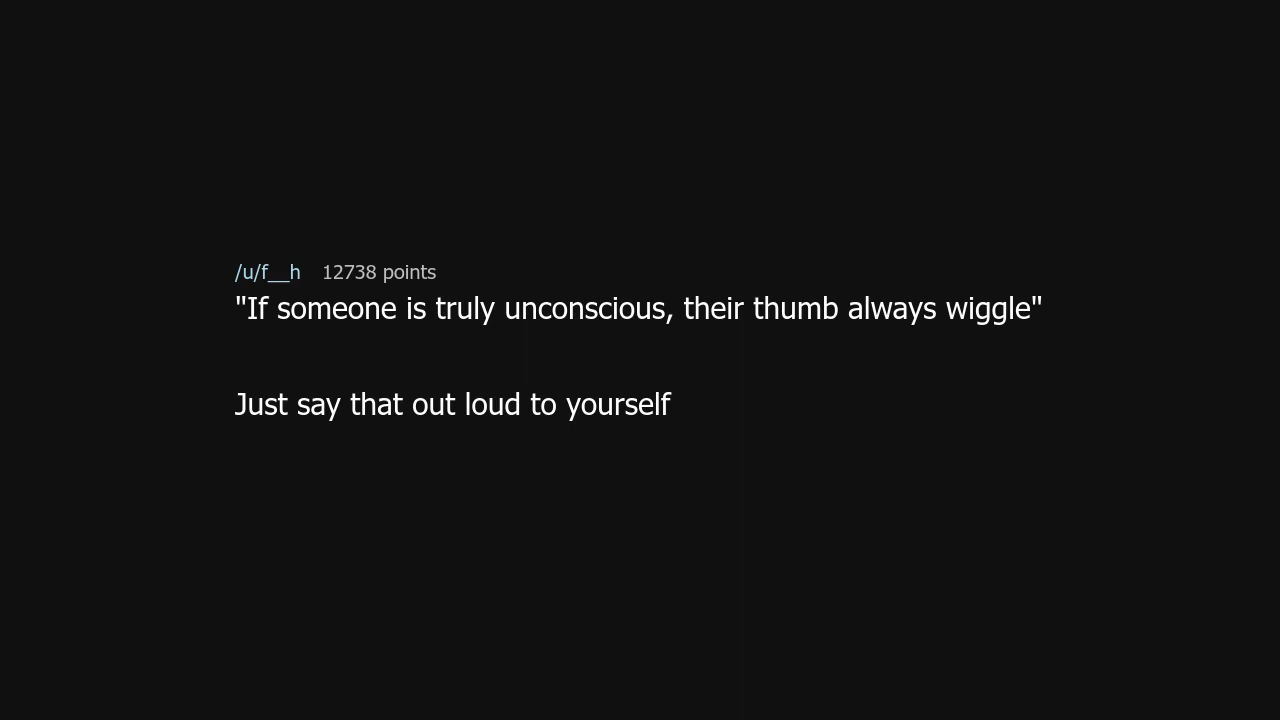 /u/f__h 12738 points
"If someone is truly unconscious, their thumb always wiggle"
Just say that out loud to yourself